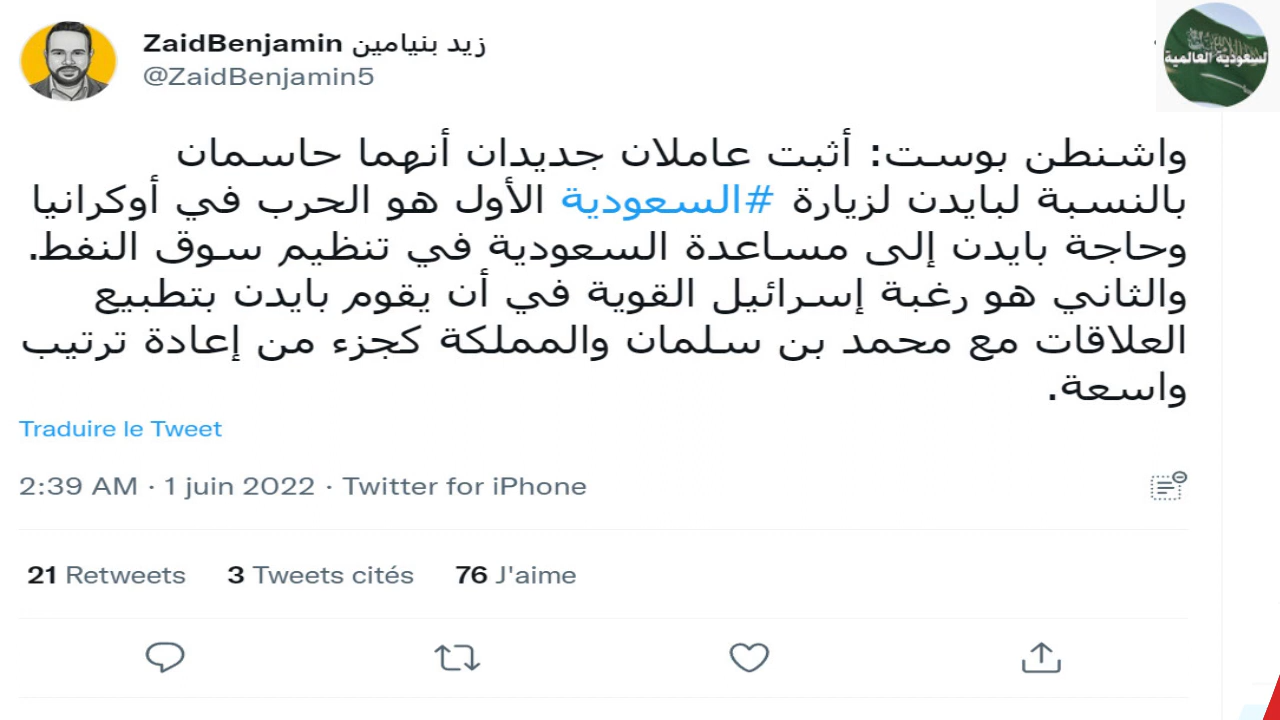 ZaidBenjamin زيد بنيامين
@ZaidBenjamin5
لسعودية العالمية
واشنطن بوست: أثبت عاملان جديدان أنهما حاسمان
بالنسبة لبايدن لزيارة #السعودية الأول هو الحرب في أوكرانيا
وحاجة بايدن إلى مساعدة السعودية في تنظيم سوق النفط.
والثاني هو رغبة إسرائيل القوية في أن يقوم بايدن بتطبيع
العلاقات مع محمد بن سلمان والمملكة كجزء من إعادة ترتيب
واسعة.
Traduire le Tweet
2:39 AM · 1 juin 2022 · Twitter for iPhone
21 Retweets 3 Tweets cités 76 J'aime